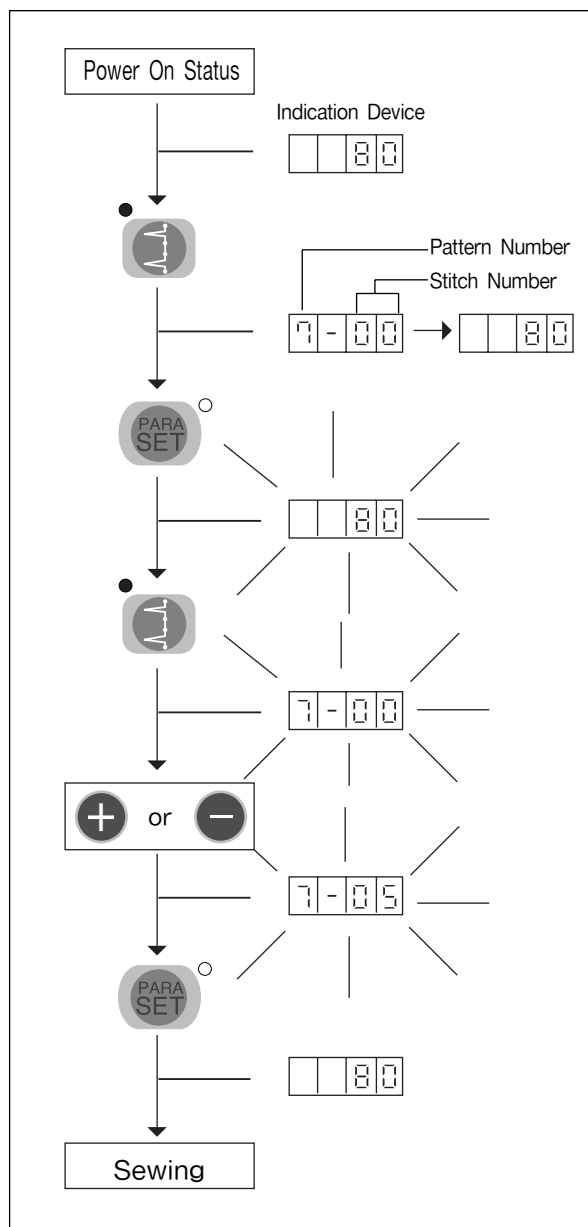 Power On Status
Indication Device
80
Pattern Number
Stitch Number
7-00
80
PARA
SET
80
7-00
+ or -
7-05
PARA
SET
80
Sewing